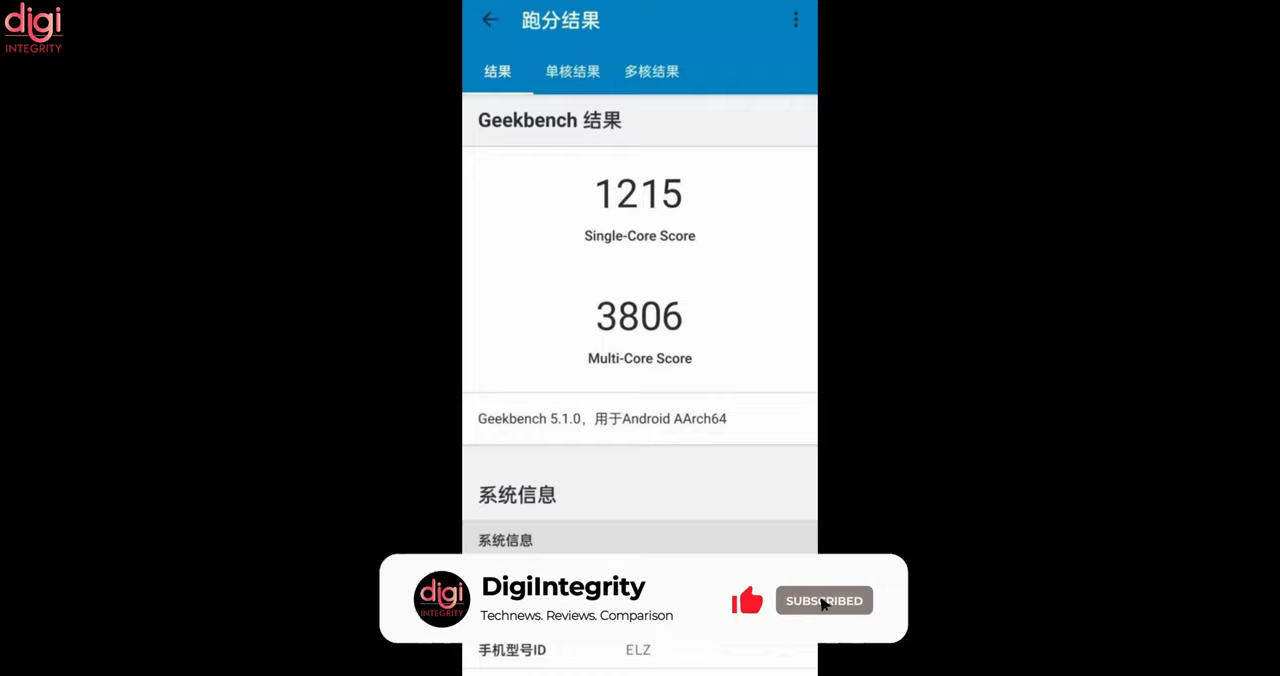 digi
INTEGRITY
跑分结果
结果 单核结果 多核结果
Geekbench 结果
1215
Single-Core Score
3806
Multi-Core Score
Geekbench 5.1.0，用于Android AArch64
系统信息
系统信息
digi
INTEGRITY
DigiIntegrity
Technews. Reviews. Comparison
SUBSCRIBED
手机型号ID ELZ